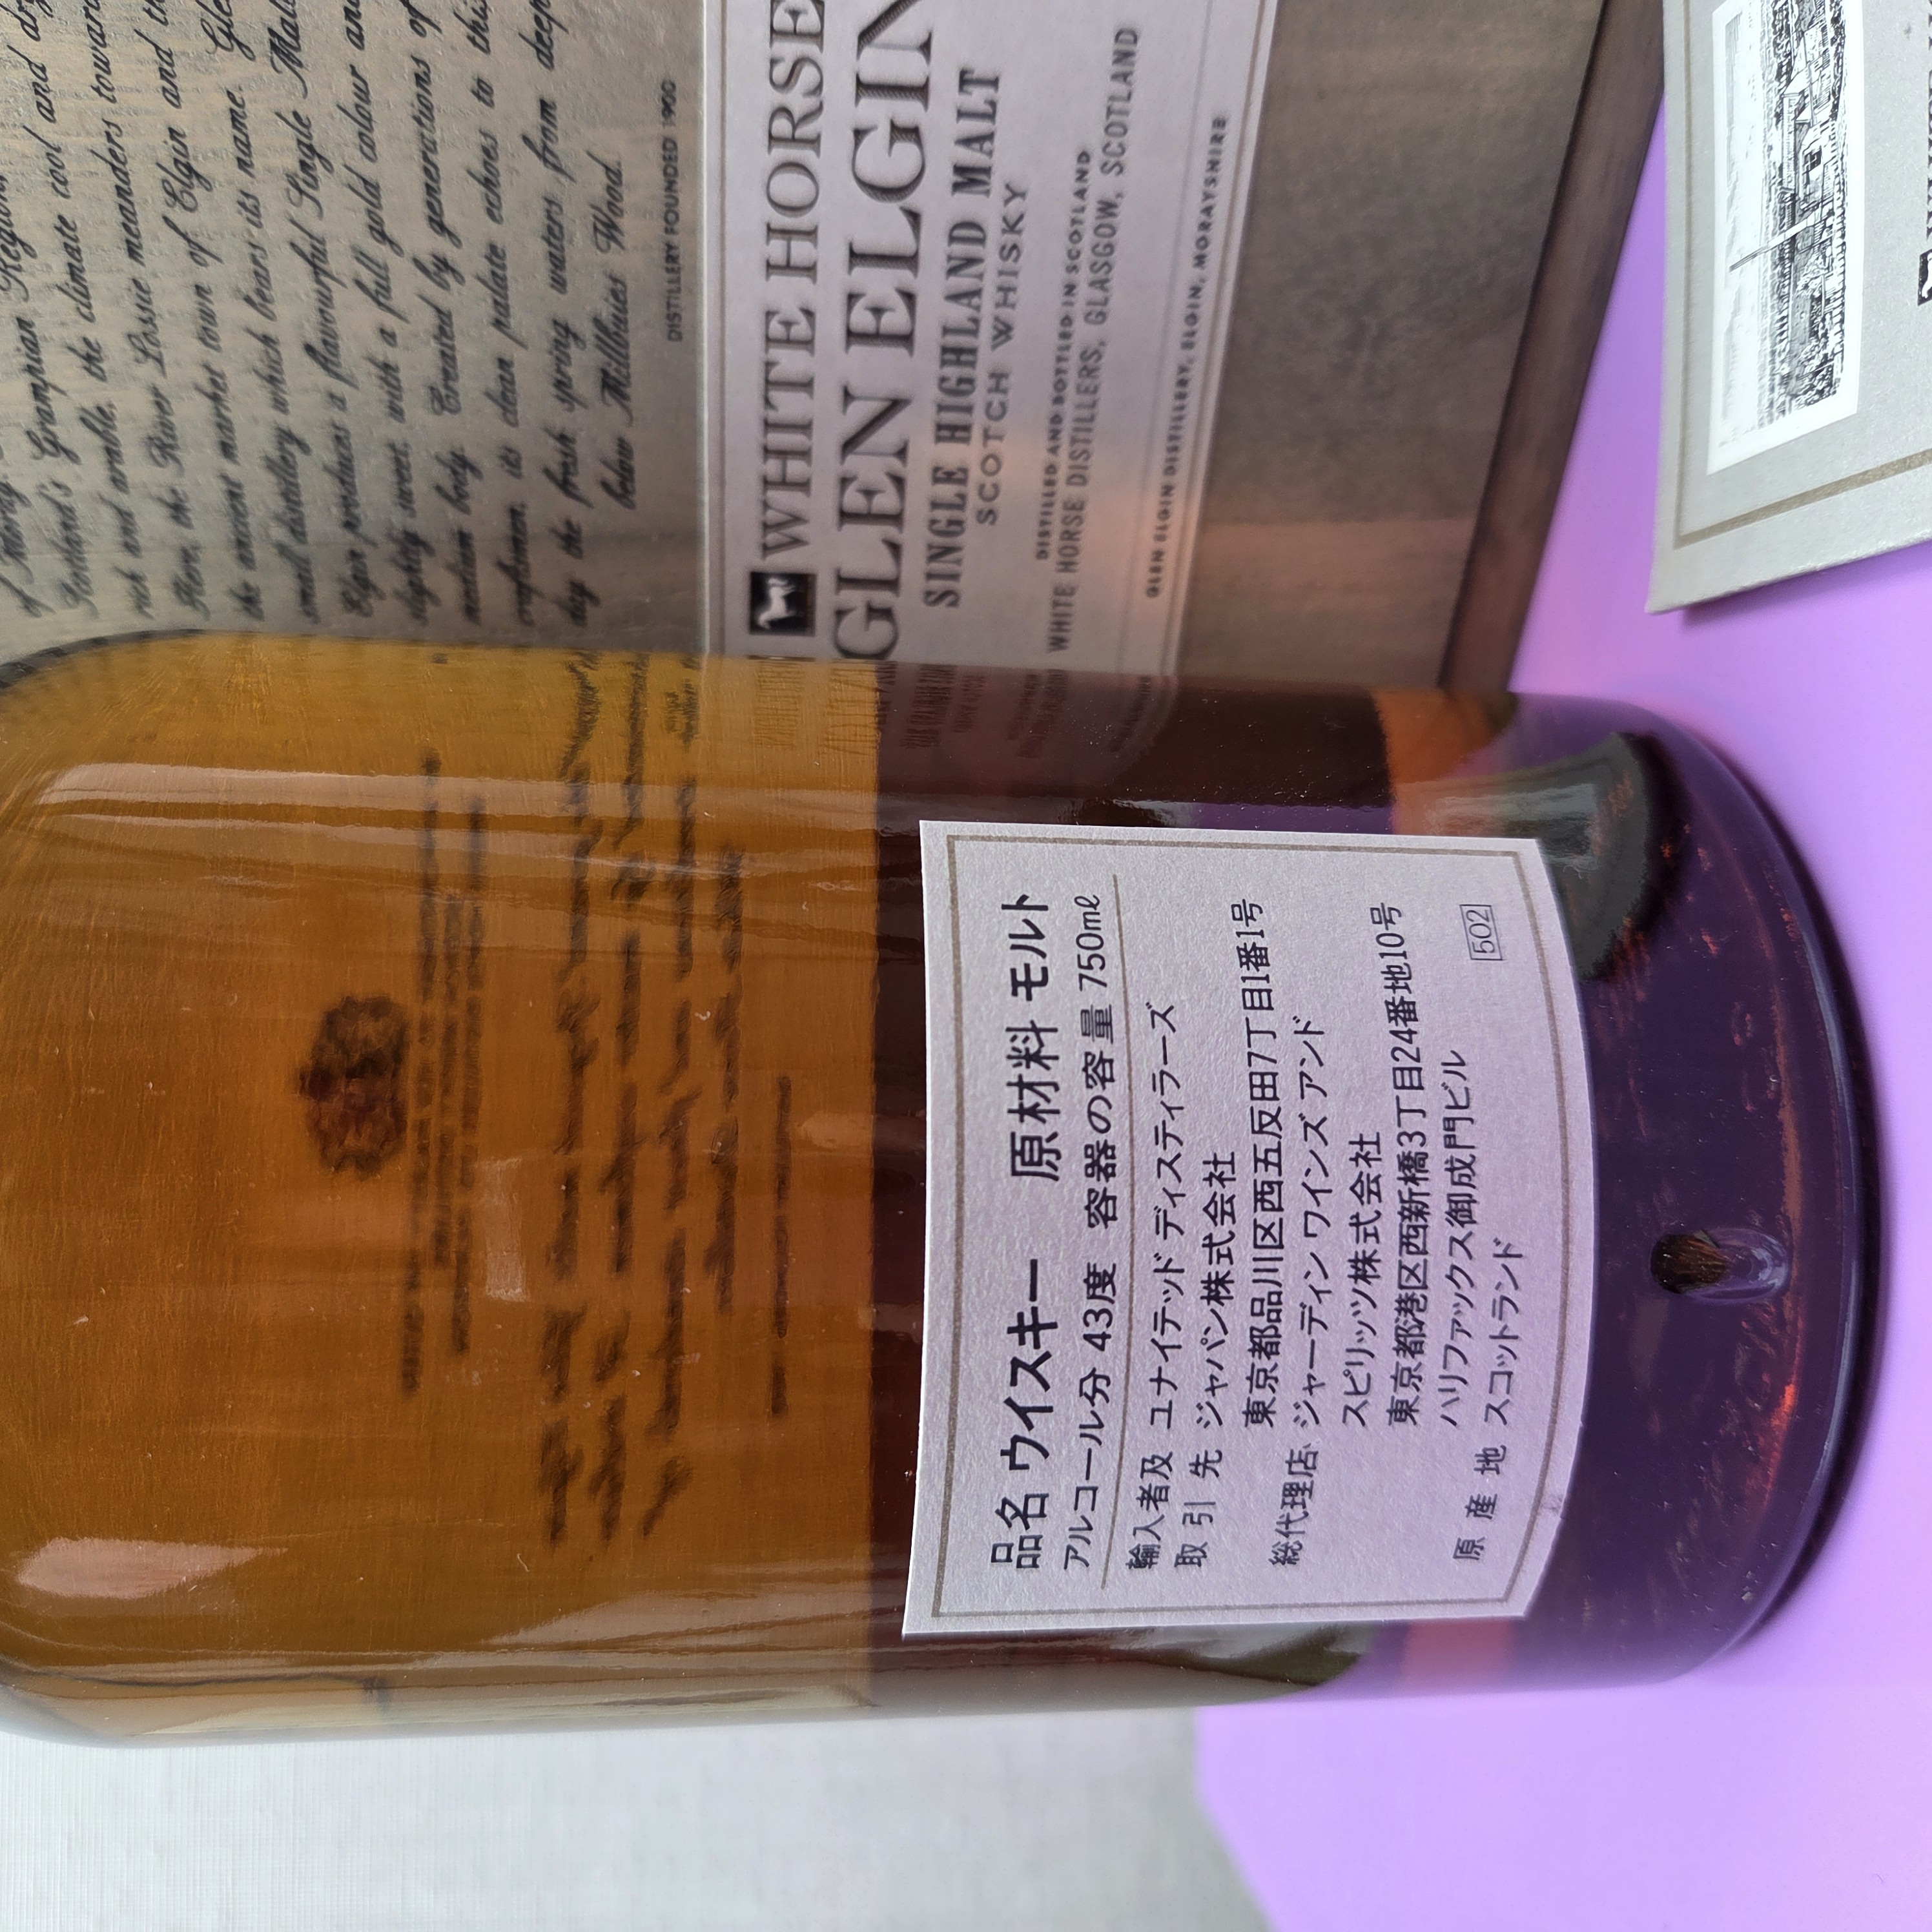 Grampian Region,
Scotland's
rich and arable, the climate cool and dry
Here, the River Lossie meanders toward
the ancient market town of Elgin and th
small distillery which bears its name. Gle
Elgin produces a flavourful Single Mal
slightly sweet, with a full gold colour an
medium body. Created by generations of
craftsmen, its clean palate echoes to this
day the fresh spring waters from deep
below Millbuies Wood.
DISTILLERY FOUNDED 1900
WHITE HORSE
GLEN ELGIN
SINGLE HIGHLAND MALT
SCOTCH WHISKY
DISTILLED AND BOTTLED IN SCOTLAND
WHITE HORSE DISTILLERS, GLASGOW, SCOTLAND
GLEN ELGIN DISTILLERY, ELGIN, MORAYSHIRE
品名 ウイスキー 原材料 モルト
アルコール分 43度 容器の容量 750mℓ
輸入者及 ユナイテッド ディスティラーズ
取引先 ジャパン株式会社
東京都品川区西五反田7丁目1番1号
総代理店 ジャーディン ワインズ アンド
スピリッツ株式会社
東京都港区西新橋3丁目24番地10号
ハリファックス御成門ビル
原産地 スコットランド
502